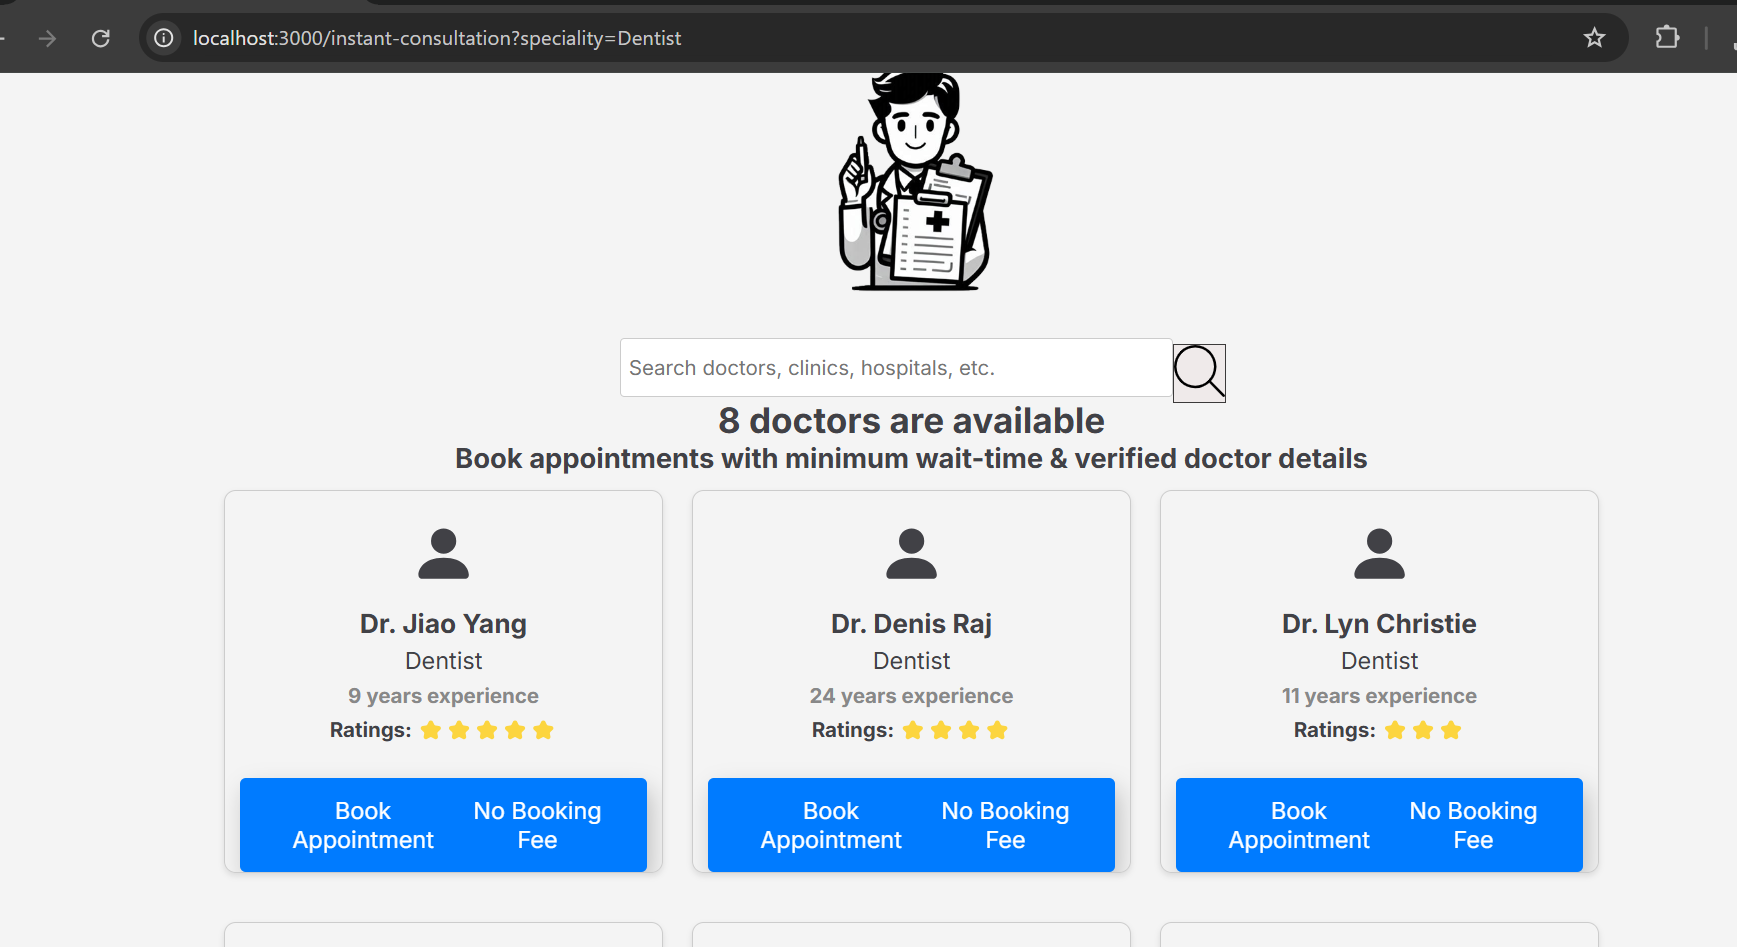 localhost:3000/instant-consultation?speciality=Dentist
Search doctors, clinics, hospitals, etc.
8 doctors are available
Book appointments with minimum wait-time & verified doctor details
Dr. Jiao Yang
Dentist
9 years experience
Ratings:
Book Appointment
No Booking Fee
Dr. Denis Raj
Dentist
24 years experience
Ratings:
Book Appointment
No Booking Fee
Dr. Lyn Christie
Dentist
11 years experience
Ratings:
Book Appointment
No Booking Fee